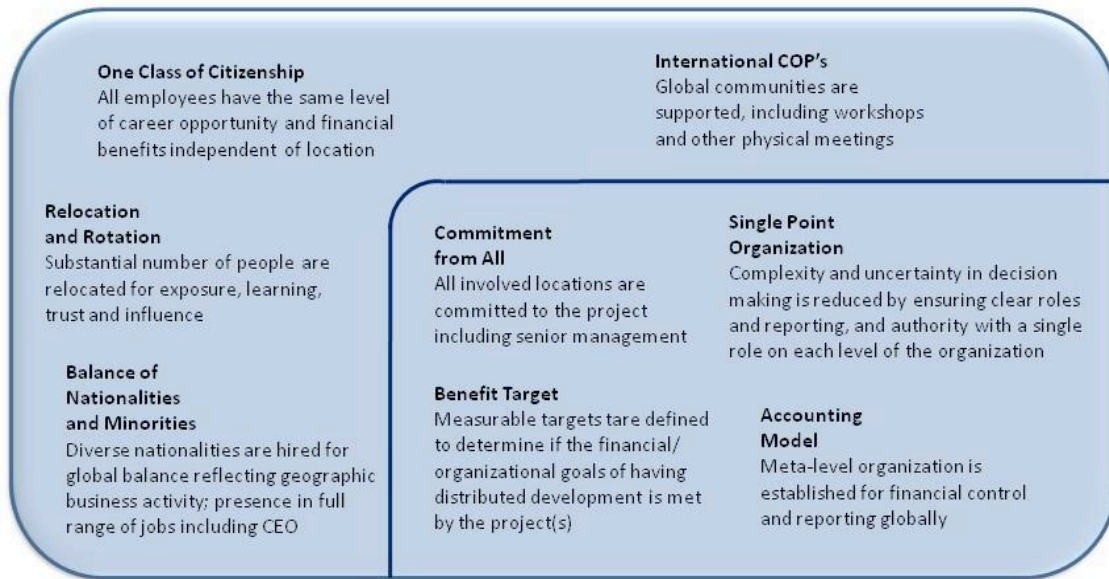 One Class of Citizenship
All employees have the same level
of career opportunity and financial
benefits independent of location
International COP's
Global communities are
supported, including workshops
and other physical meetings
Relocation
and Rotation
Substantial number of people are
relocated for exposure, learning,
trust and influence
Commitment
from All
All involved locations are
committed to the project
including senior management
Single Point
Organization
Complexity and uncertainty in decision
making is reduced by ensuring clear roles
and reporting, and authority with a single
role on each level of the organization
Balance of
Nationalities
and Minorities
Diverse nationalities are hired for
global balance reflecting geographic
business activity; presence in full
range of jobs including CEO
Benefit Target
Measurable targets tare defined
to determine if the financial/
organizational goals of having
distributed development is met
by the project(s)
Accounting
Model
Meta-level organization is
established for financial control
and reporting globally